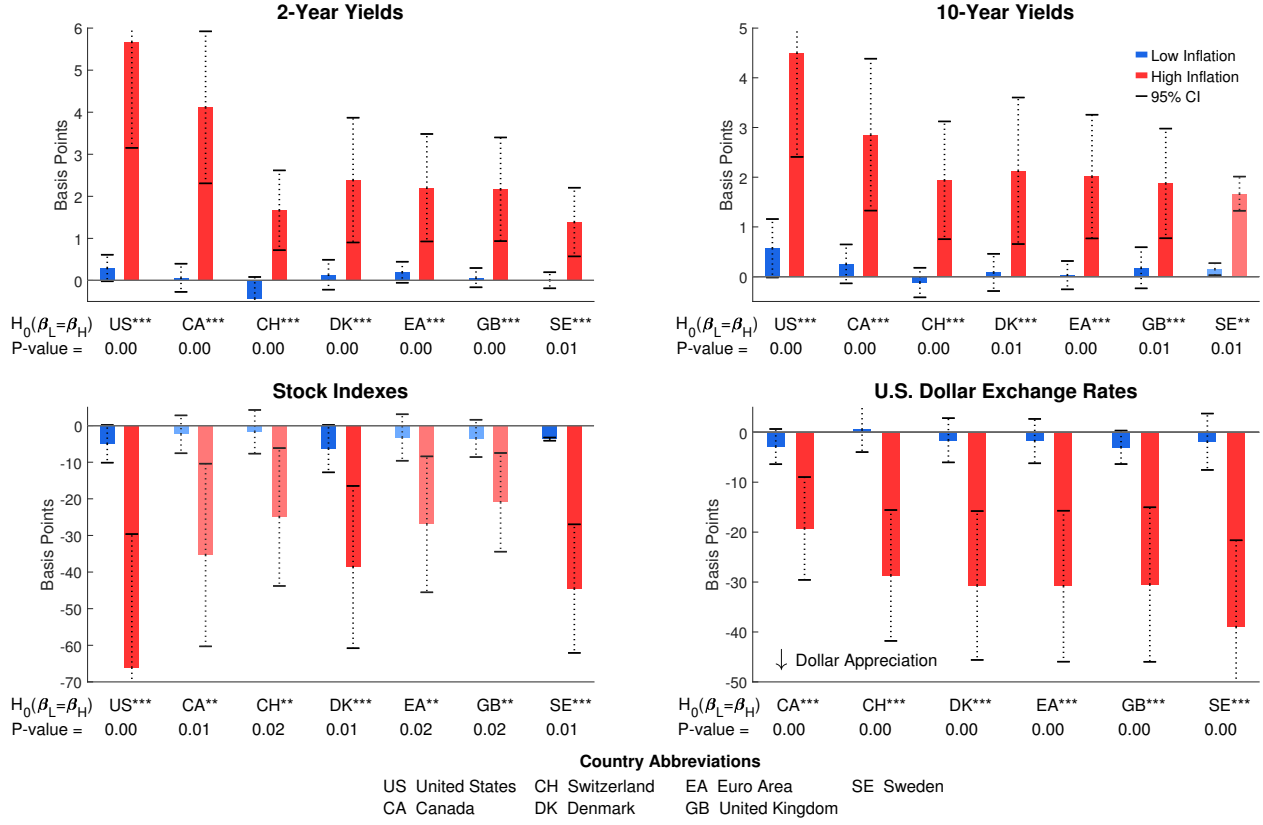 2-Year Yields
6
5
4
3
2
1
0
Basis Points
H0(βL=βH) US*** CA*** CH*** DK*** EA*** GB*** SE***
P-value = 0.00 0.00 0.00 0.00 0.00 0.00 0.01
10-Year Yields
5
4
3
2
1
0
Basis Points
Low Inflation
High Inflation
95% CI
H0(βL=βH) US*** CA*** CH*** DK*** EA*** GB*** SE**
P-value = 0.00 0.00 0.00 0.01 0.00 0.01 0.01
Stock Indexes
0
-10
-20
-30
-40
-50
-60
-70
Basis Points
H0(βL=βH) US*** CA** CH** DK*** EA** GB** SE***
P-value = 0.00 0.01 0.02 0.01 0.02 0.02 0.01
U.S. Dollar Exchange Rates
0
-10
-20
-30
-40
-50
Basis Points
↓ Dollar Appreciation
H0(βL=βH) CA*** CH*** DK*** EA*** GB*** SE***
P-value = 0.00 0.00 0.00 0.00 0.00 0.00
Country Abbreviations
US United States CH Switzerland EA Euro Area SE Sweden
CA Canada DK Denmark GB United Kingdom